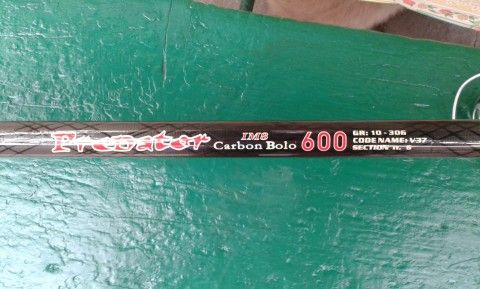 Predator
IM8
Carbon Bolo
600
GR: 10 - 30G
CODE NAME: V37
SECTION n. 6